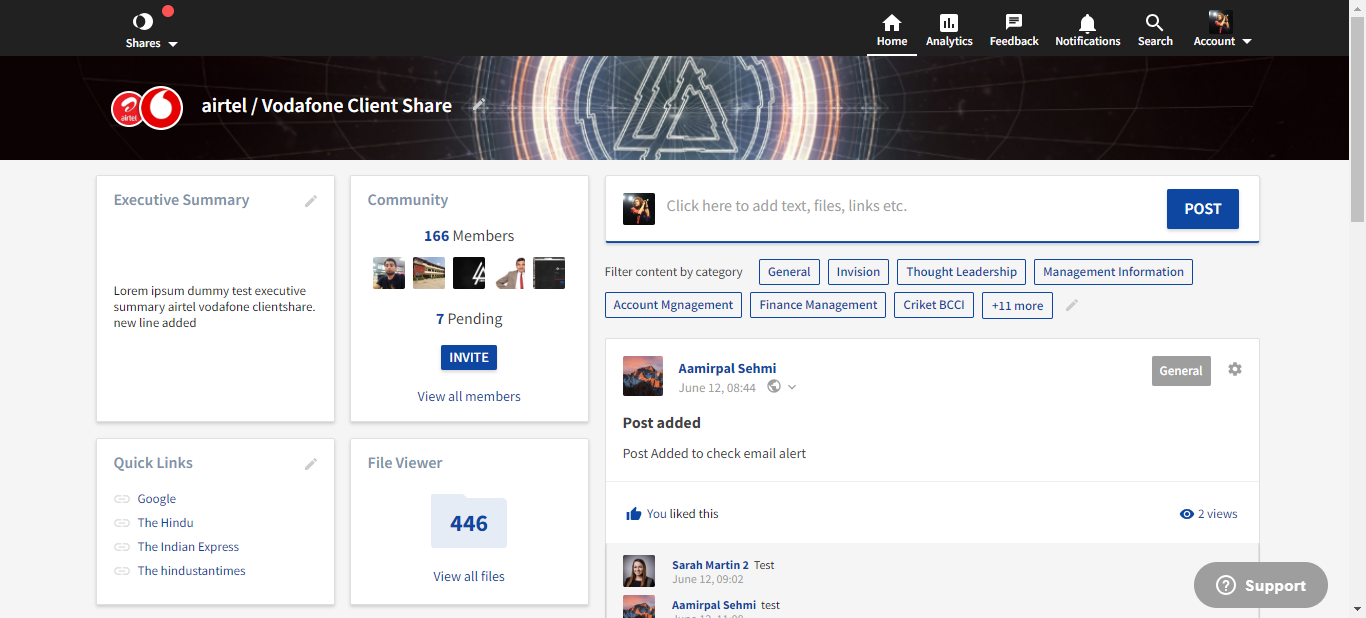 Shares
Home
Analytics
Feedback
Notifications
Search
Account
airtel
airtel / Vodafone Client Share
Executive Summary
Lorem ipsum dummy test executive
summary airtel vodafone clientshare.
new line added
Community
166 Members
7 Pending
INVITE
View all members
Quick Links
Google
The Hindu
The Indian Express
The hindustantimes
File Viewer
446
View all files
Click here to add text, files, links etc.
POST
Filter content by category
General
Invision
Thought Leadership
Management Information
Account Mgnagement
Finance Management
Criket BCCI
+11 more
Aamirpal Sehmi
June 12, 08:44
General
Post added
Post Added to check email alert
You liked this
2 views
Sarah Martin 2 Test
June 12, 09:02
Aamirpal Sehmi test
Support